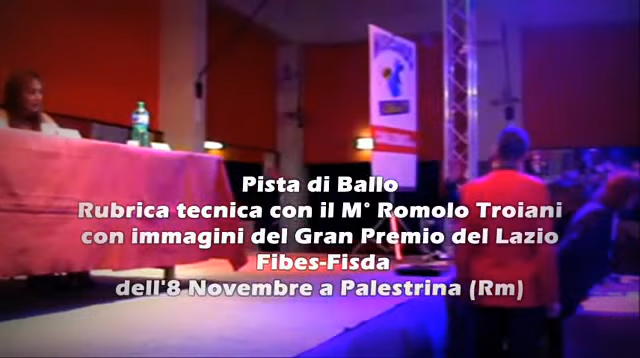 Pista di Ballo
Rubrica tecnica con il M° Romolo Troiani
con immagini del Gran Premio del Lazio
Fibes-Fisda
dell'8 Novembre a Palestrina (Rm)